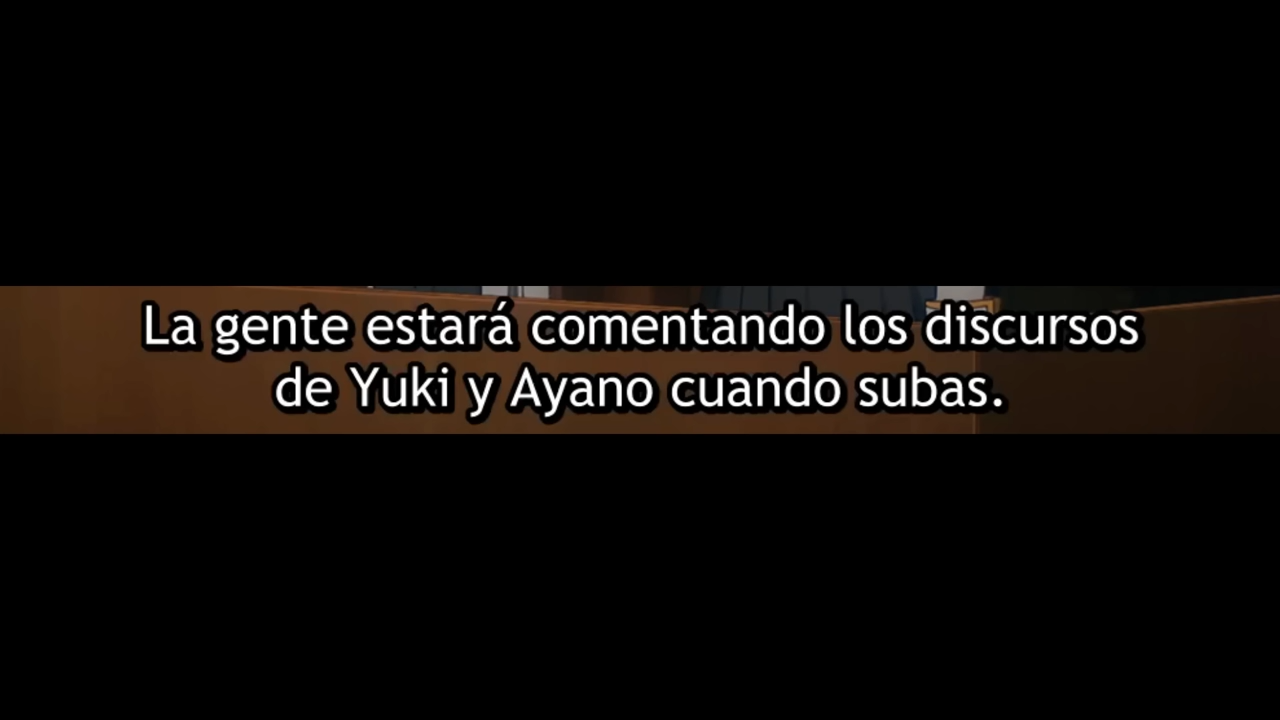 La gente estará comentando los discursos
de Yuki y Ayano cuando subas.